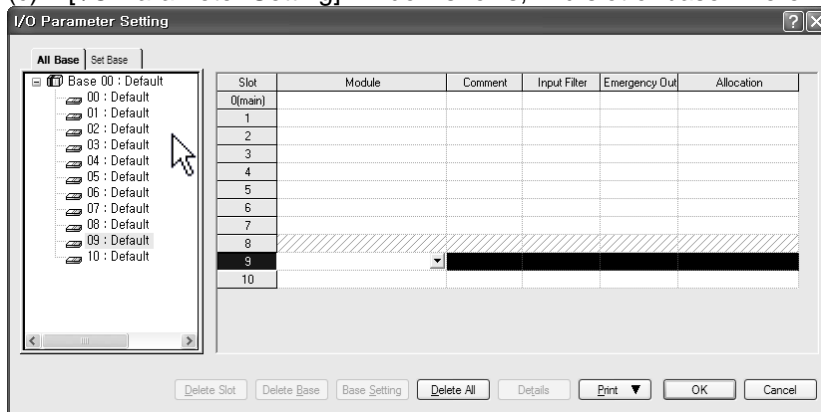 I/O Parameter Setting
All Base Set Base
Base 00 : Default
00 : Default
01 : Default
02 : Default
03 : Default
04 : Default
05 : Default
06 : Default
07 : Default
08 : Default
09 : Default
10 : Default
Slot Module Comment Input Filter Emergency Out Allocation
0(main)
1
2
3
4
5
6
7
8
9
10
Delete Slot Delete Base Base Setting Delete All Details Print OK Cancel